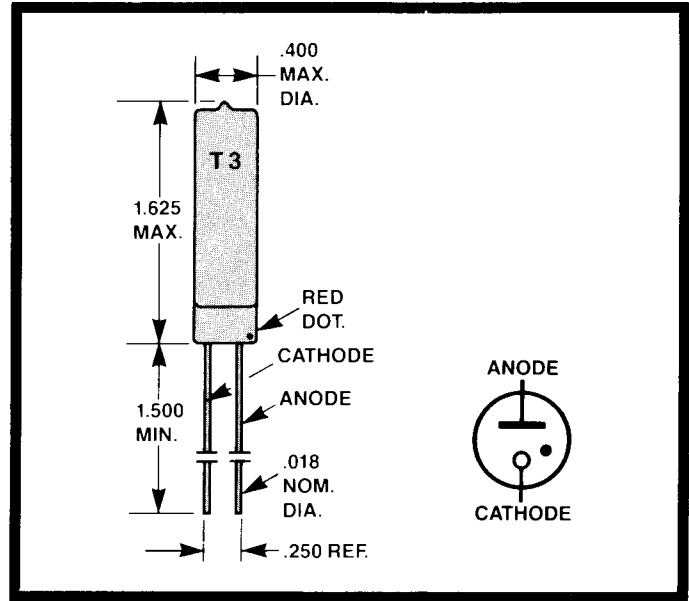 .400
MAX.
DIA.
T3
1.625
MAX.
RED
DOT.
CATHODE
ANODE
1.500
MIN.
.018
NOM.
DIA.
.250 REF.
ANODE
CATHODE